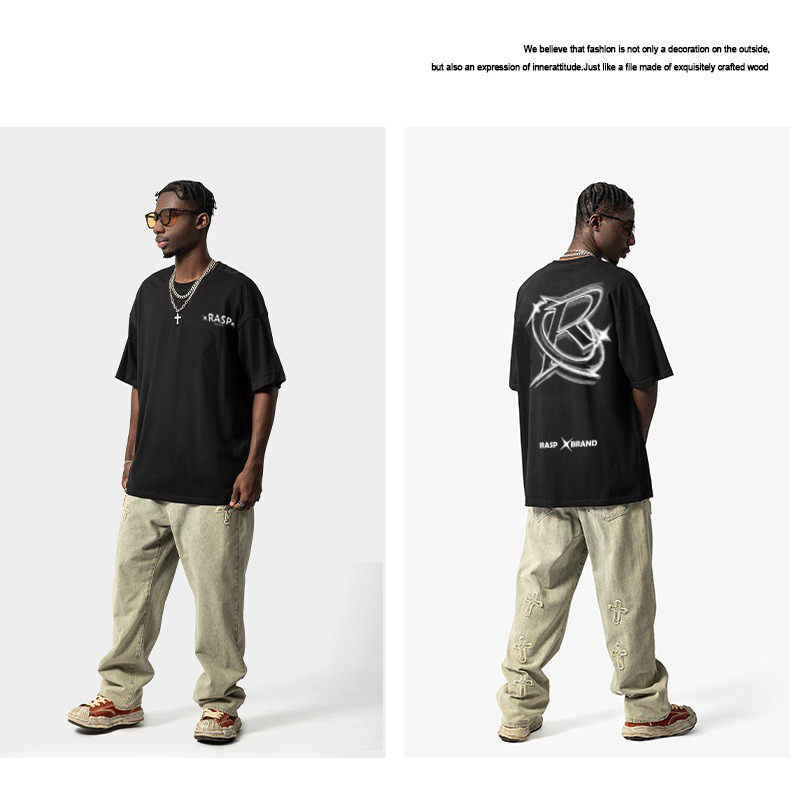 We believe that fashion is not only a decoration on the outside,
but also an expression of innerattitude.Just like a file made of exquisitely crafted wood
RASP
R
RASP BRAND